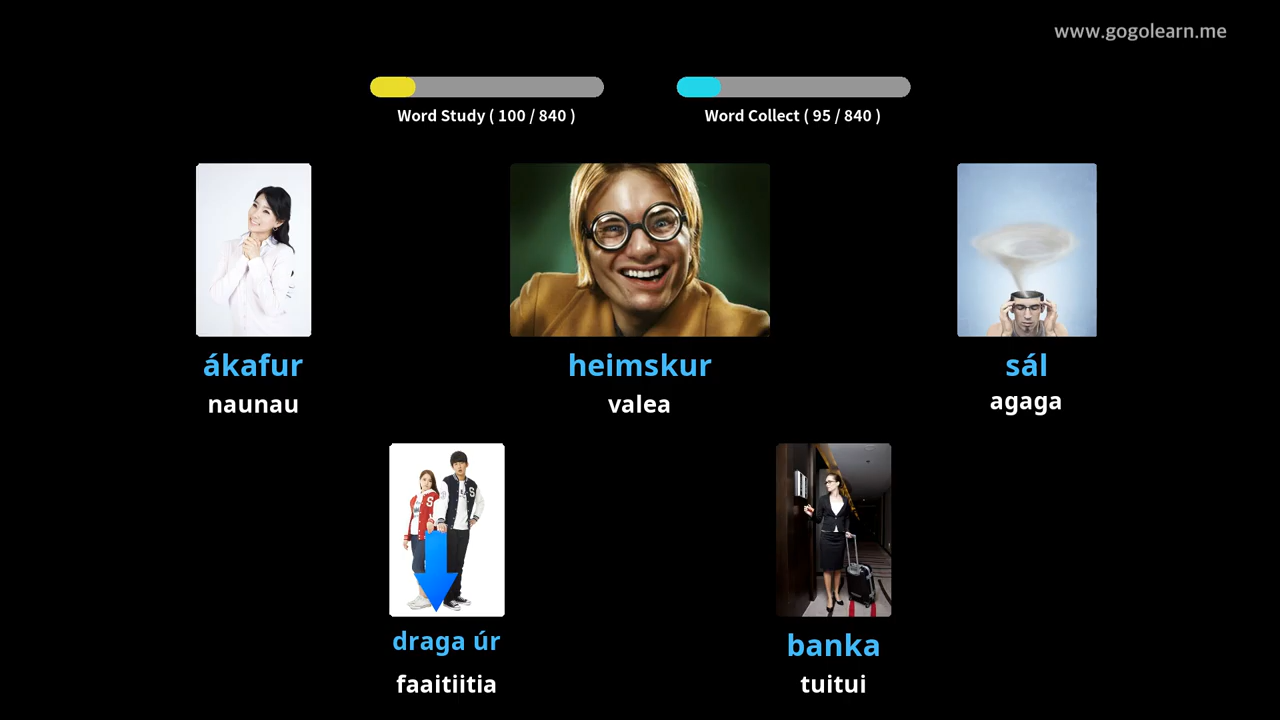 www.gogolearn.me
Word Study ( 100 / 840 )
Word Collect ( 95 / 840 )
ákafur
naunau
heimskur
valea
sál
agaga
draga úr
faaitiitia
banka
tuitui